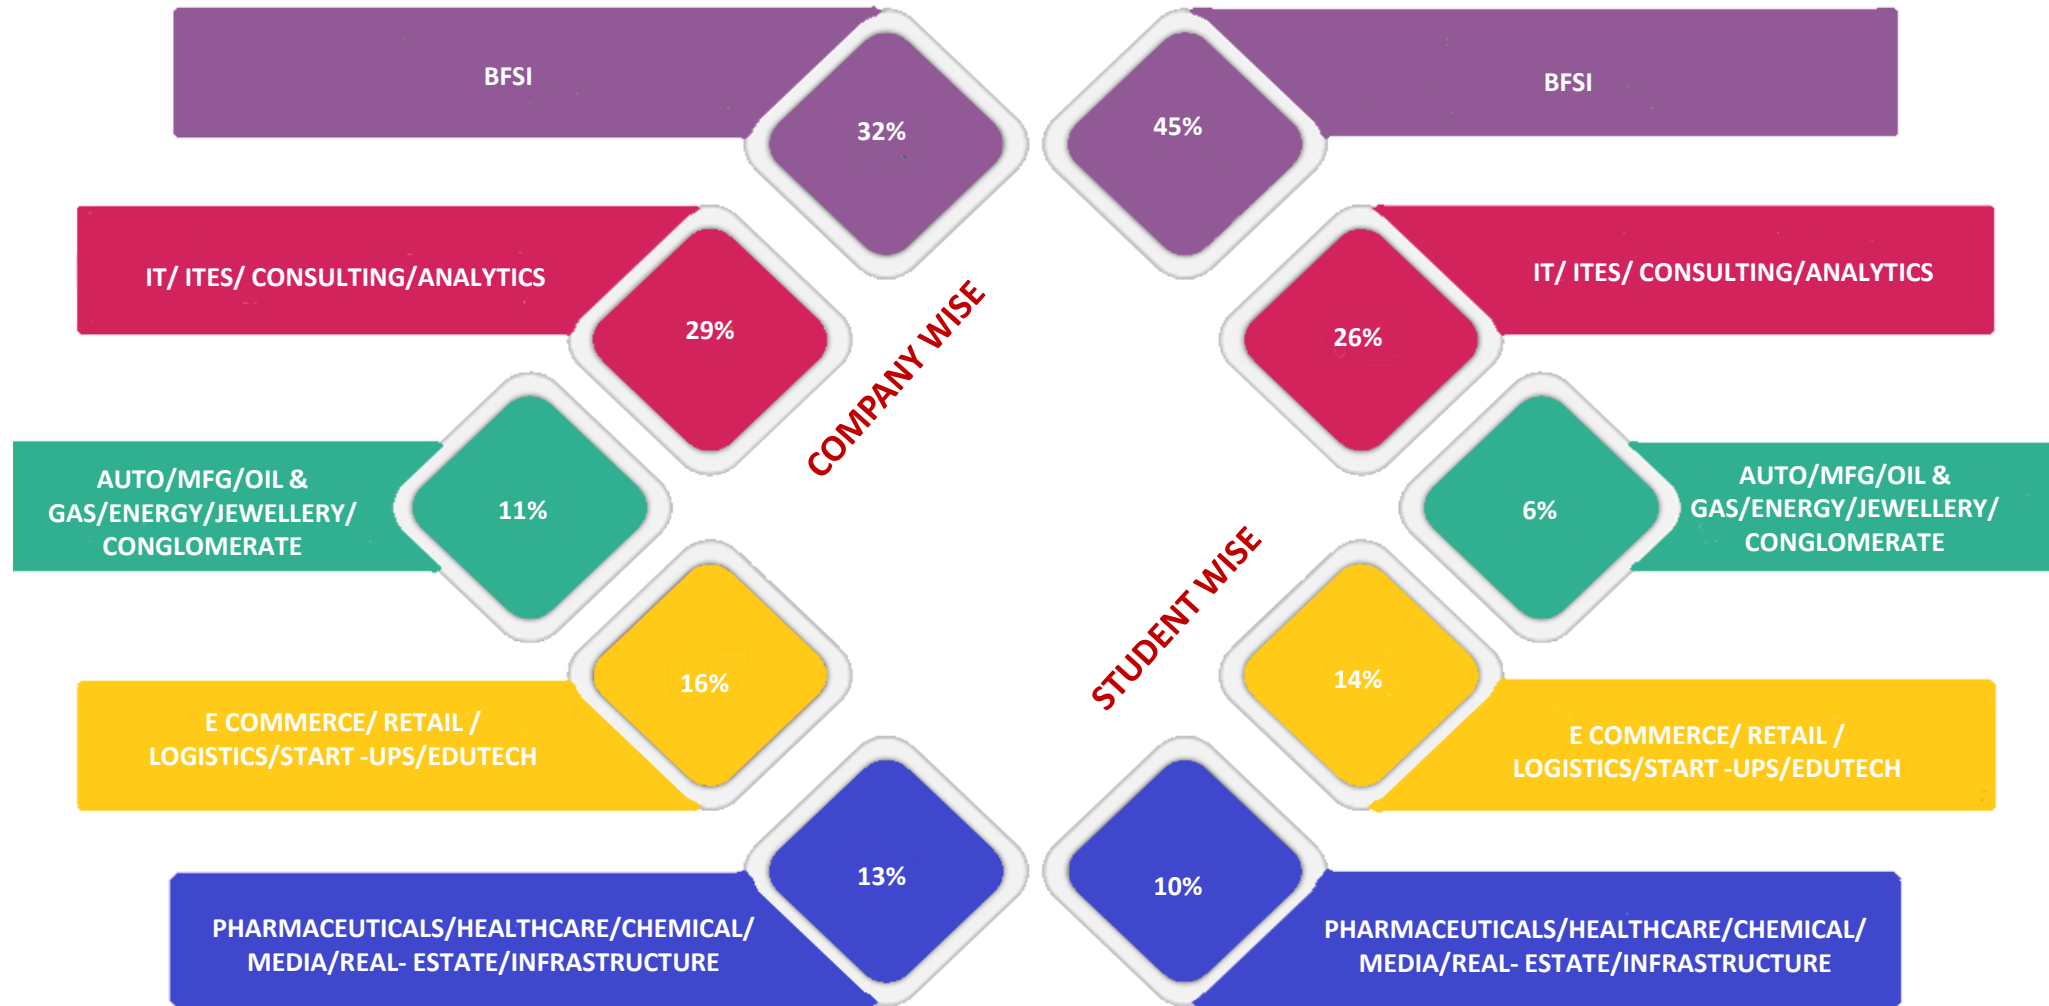 BFSI
32%
45%
BFSI
IT/ ITES/ CONSULTING/ANALYTICS
29%
26%
IT/ ITES/ CONSULTING/ANALYTICS
COMPANY WISE
AUTO/MFG/OIL &
GAS/ENERGY/JEWELLERY/
CONGLOMERATE
11%
6%
AUTO/MFG/OIL &
GAS/ENERGY/JEWELLERY/
CONGLOMERATE
STUDENT WISE
E COMMERCE/ RETAIL /
LOGISTICS/START -UPS/EDUTECH
16%
14%
E COMMERCE/ RETAIL /
LOGISTICS/START -UPS/EDUTECH
PHARMACEUTICALS/HEALTHCARE/CHEMICAL/
MEDIA/REAL- ESTATE/INFRASTRUCTURE
13%
10%
PHARMACEUTICALS/HEALTHCARE/CHEMICAL/
MEDIA/REAL- ESTATE/INFRASTRUCTURE